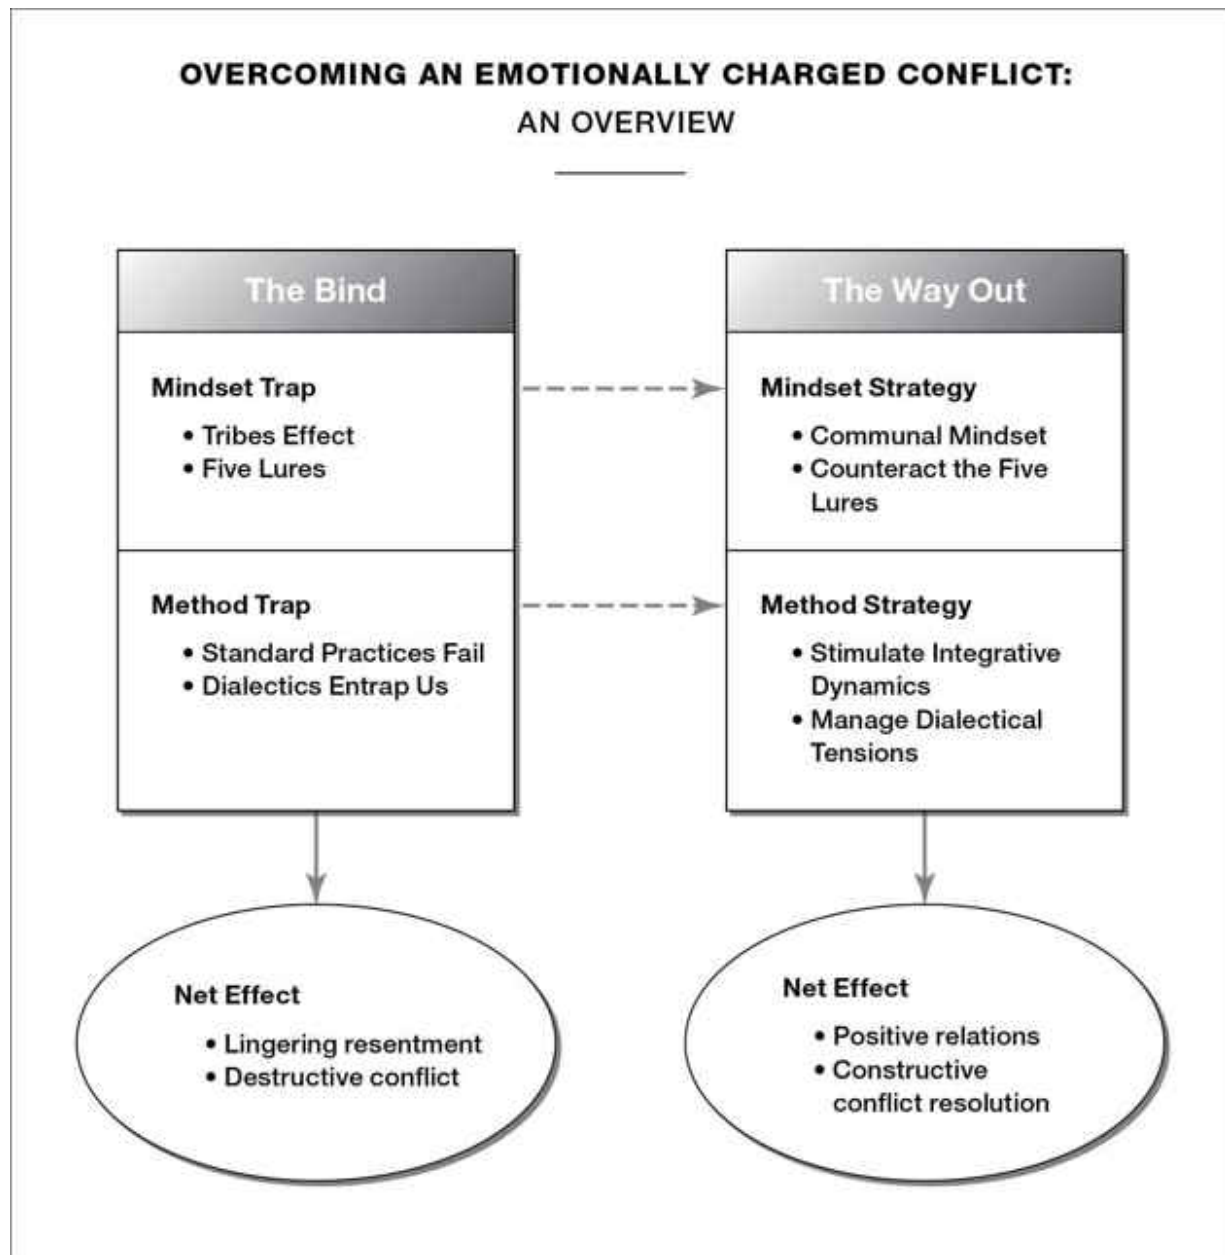 OVERCOMING AN EMOTIONALLY CHARGED CONFLICT:
AN OVERVIEW
The Bind
Mindset Trap
• Tribes Effect
• Five Lures
Method Trap
• Standard Practices Fail
• Dialectics Entrap Us
Net Effect
• Lingering resentment
• Destructive conflict
The Way Out
Mindset Strategy
• Communal Mindset
• Counteract the Five
Lures
Method Strategy
• Stimulate Integrative
Dynamics
• Manage Dialectical
Tensions
Net Effect
• Positive relations
• Constructive
conflict resolution